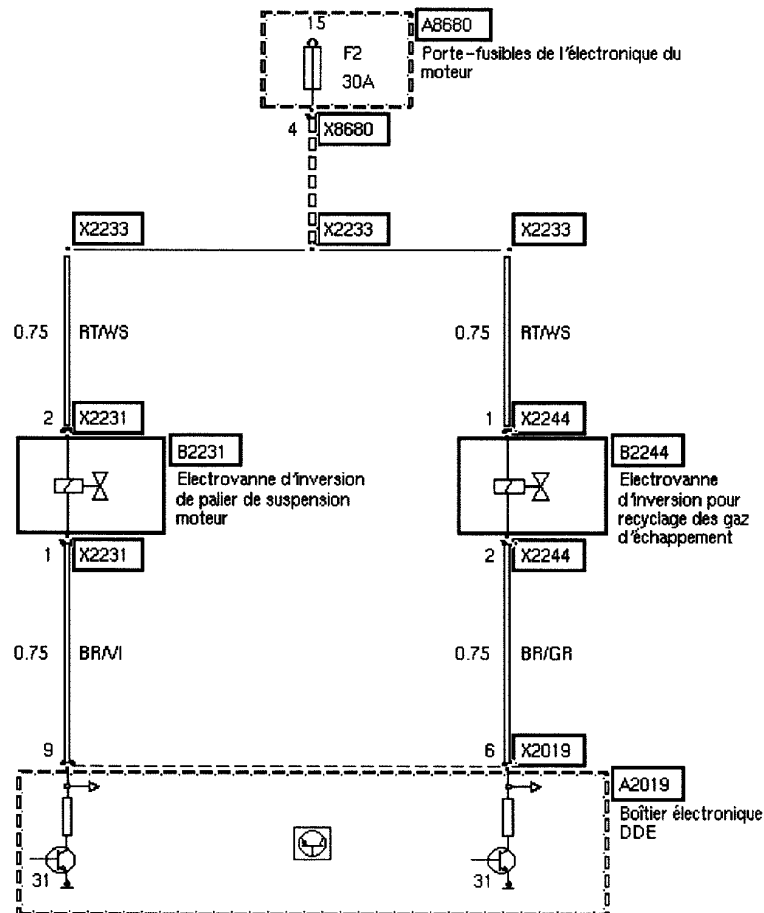 15
A8680
F2
30A
Porte-fusibles de l'électronique du
moteur
4
X8680
X2233
X2233
X2233
0.75
RT/WS
0.75
RT/WS
2
X2231
1
X2244
B2231
Electrovanne d'inversion
de palier de suspension
moteur
B2244
Electrovanne
d'inversion pour
recyclage des gaz
d'échappement
1
X2231
2
X2244
0.75
BR/VI
0.75
BR/GR
9
6
X2019
A2019
Boîtier électronique
DDE
31
31